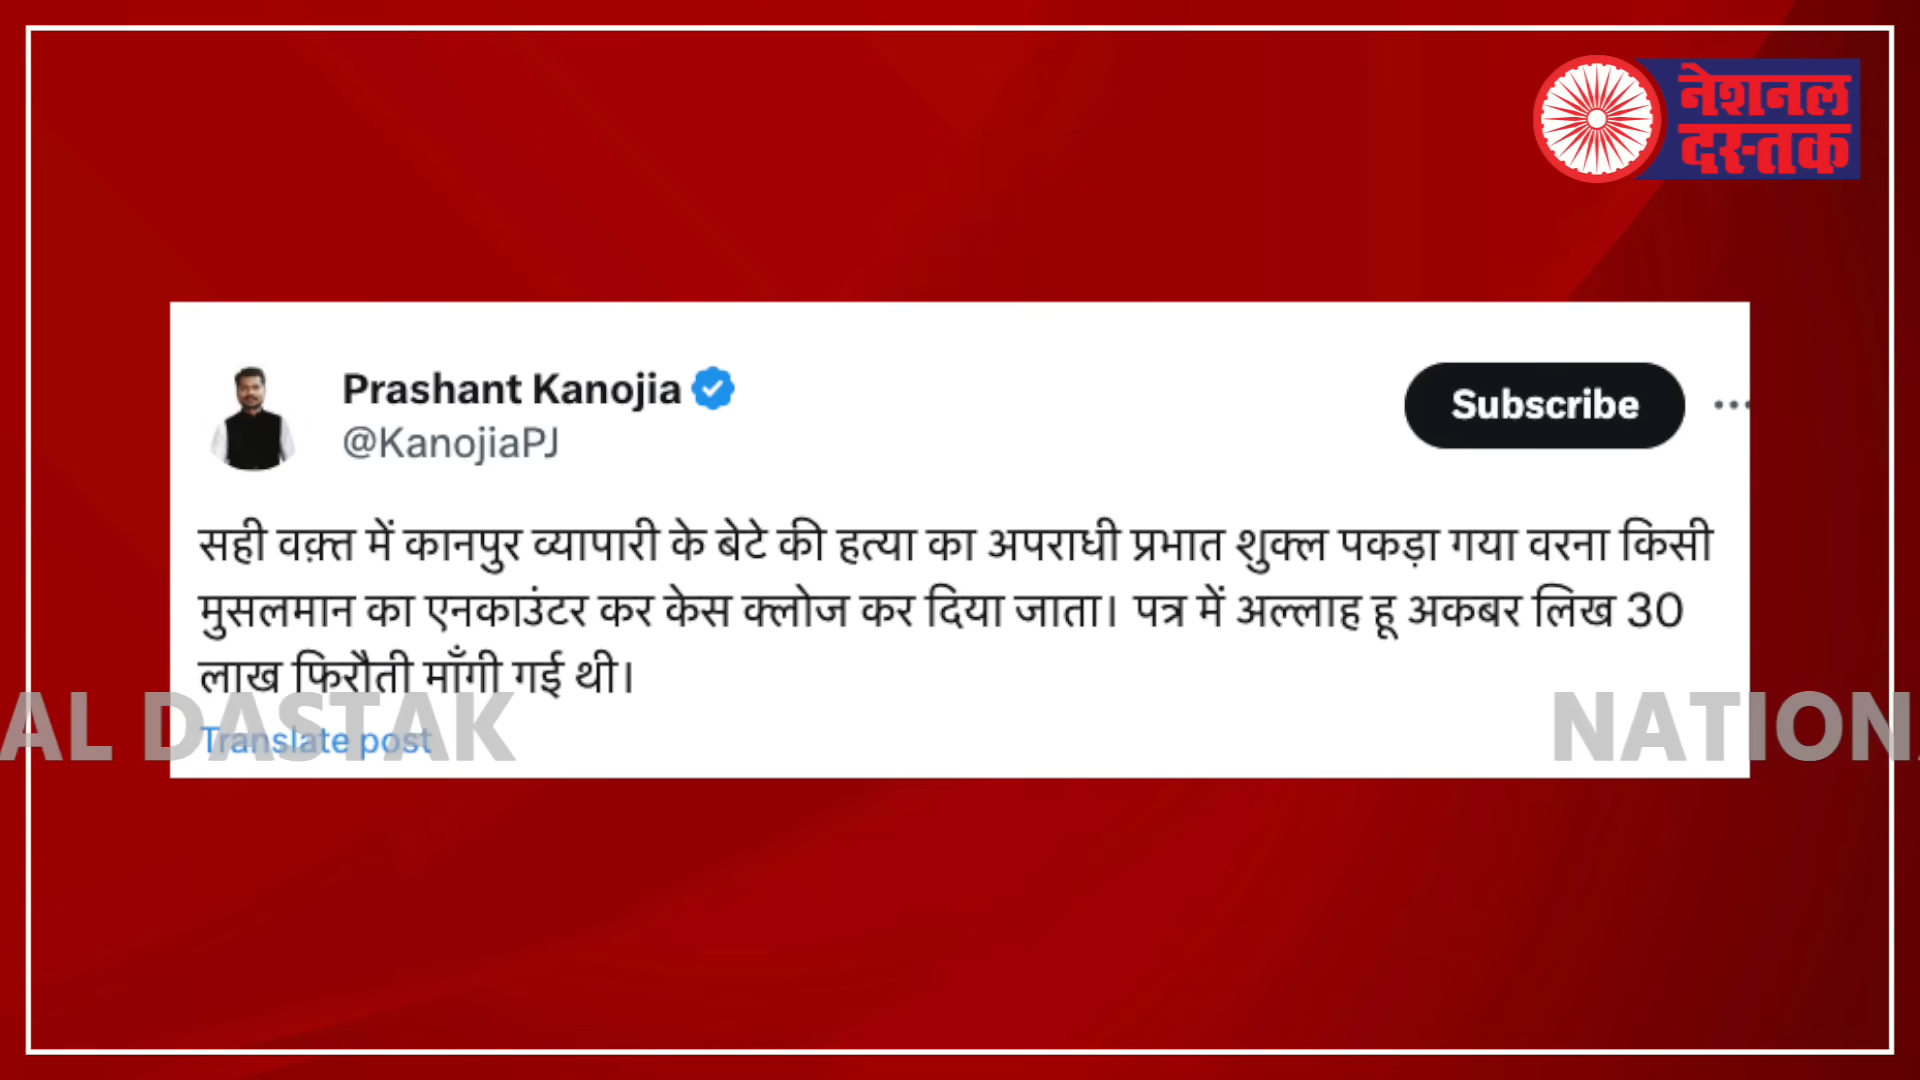 नेशनल
दस्तक
Prashant Kanojia
@KanojiaPJ
Subscribe
सही वक़्त में कानपुर व्यापारी के बेटे की हत्या का अपराधी प्रभात शुक्ल पकड़ा गया वरना किसी
मुसलमान का एनकाउंटर कर केस क्लोज कर दिया जाता। पत्र में अल्लाह हू अकबर लिख 30
लाख फिरौती माँगी गई थी।
AL DASTAK
NATION
Translate post